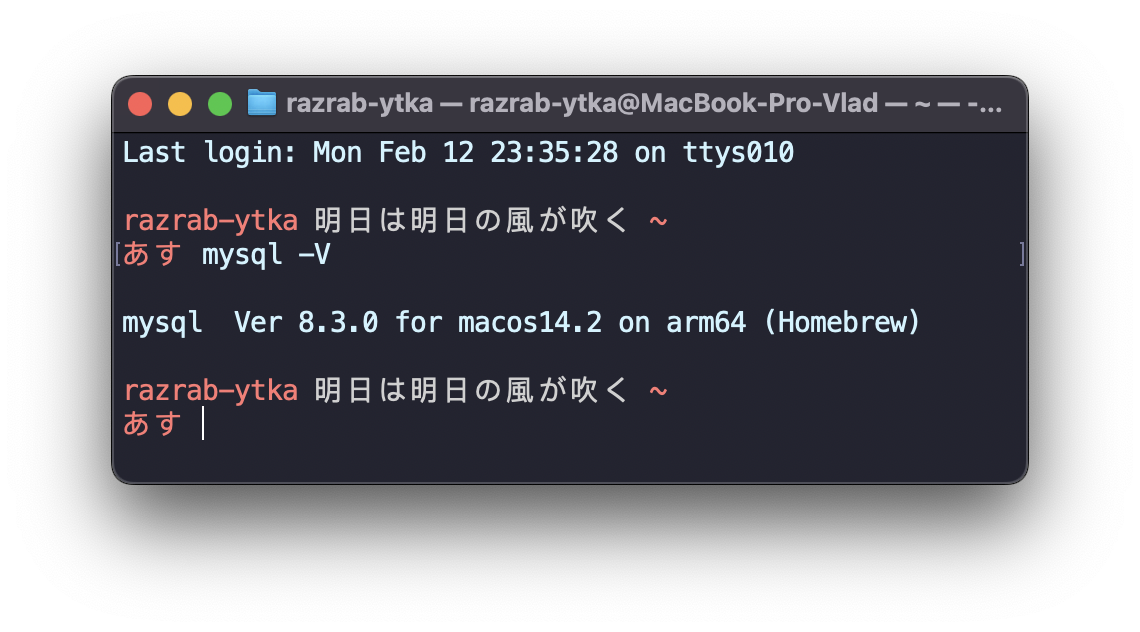 razrab-ytka — razrab-ytka@MacBook-Pro-Vlad — ~ — -...
Last login: Mon Feb 12 23:35:28 on ttys010
razrab-ytka 明日は明日の風が吹く ~
[あす mysql -V ]
mysql  Ver 8.3.0 for macos14.2 on arm64 (Homebrew)
razrab-ytka 明日は明日の風が吹く ~
あす